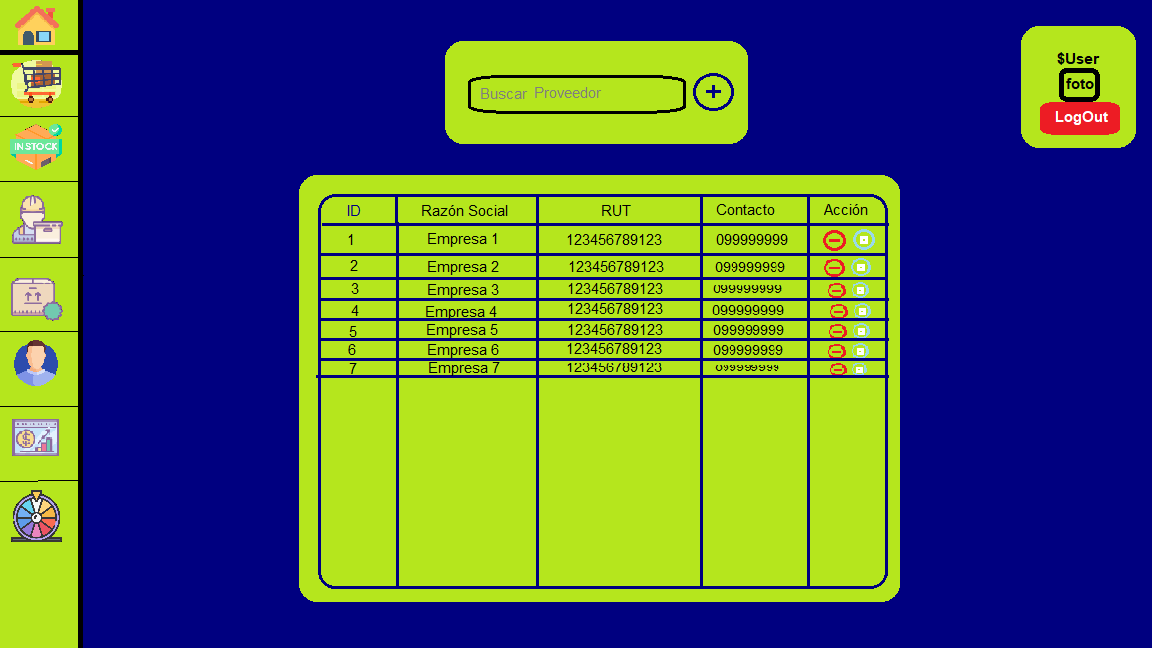 $User
foto
LogOut
Buscar Proveedor
+
INSTOCK
ID Razón Social RUT Contacto Acción
1 Empresa 1 123456789123 099999999
2 Empresa 2 123456789123 099999999
3 Empresa 3 123456789123 099999999
4 Empresa 4 123456789123 099999999
5 Empresa 5 123456789123 099999999
6 Empresa 6 123456789123 099999999
7 Empresa 7 123456789123 099999999